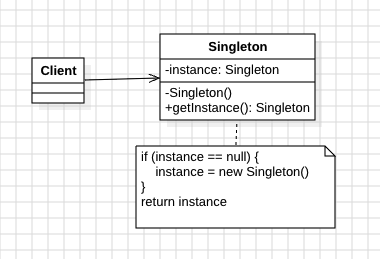 Singleton
Client
-instance: Singleton
-Singleton()
+getInstance(): Singleton
if (instance == null) {
    instance = new Singleton()
}
return instance